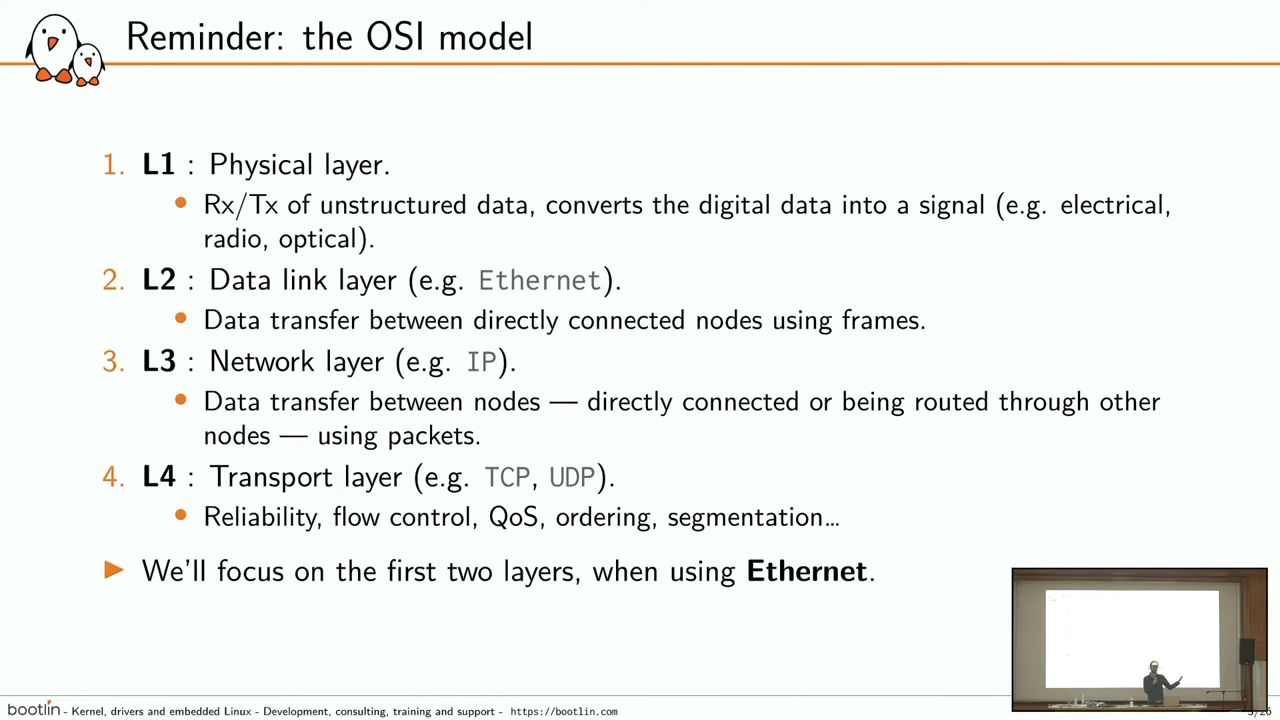 Reminder: the OSI model
1. L1 : Physical layer.
• Rx/Tx of unstructured data, converts the digital data into a signal (e.g. electrical,
radio, optical).
2. L2 : Data link layer (e.g. Ethernet).
• Data transfer between directly connected nodes using frames.
3. L3 : Network layer (e.g. IP).
• Data transfer between nodes — directly connected or being routed through other
nodes — using packets.
4. L4 : Transport layer (e.g. TCP, UDP).
• Reliability, flow control, QoS, ordering, segmentation...
▶ We'll focus on the first two layers, when using Ethernet.
bootlin - Kernel, drivers and embedded Linux - Development, consulting, training and support - https://bootlin.com